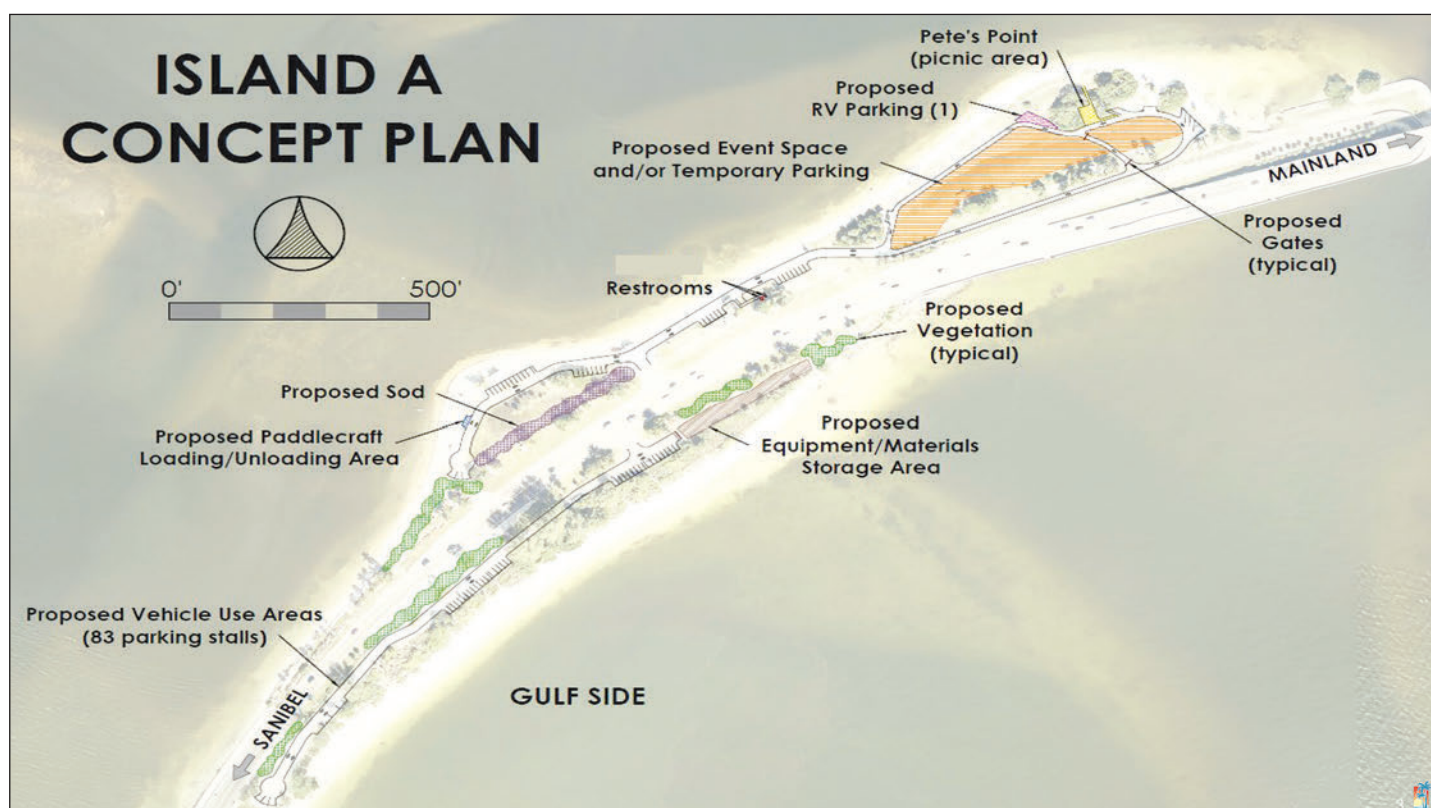 ISLAND A
CONCEPT PLAN
0'
500'
Pete's Point
(picnic area)
Proposed
RV Parking (1)
Proposed Event Space
and/or Temporary Parking
MAINLAND
Proposed
Gates
(typical)
Restrooms
Proposed
Vegetation
(typical)
Proposed Sod
Proposed Paddlecraft
Loading/Unloading Area
Proposed
Equipment/Materials
Storage Area
Proposed Vehicle Use Areas
(83 parking stalls)
GULF SIDE
SANIBEL